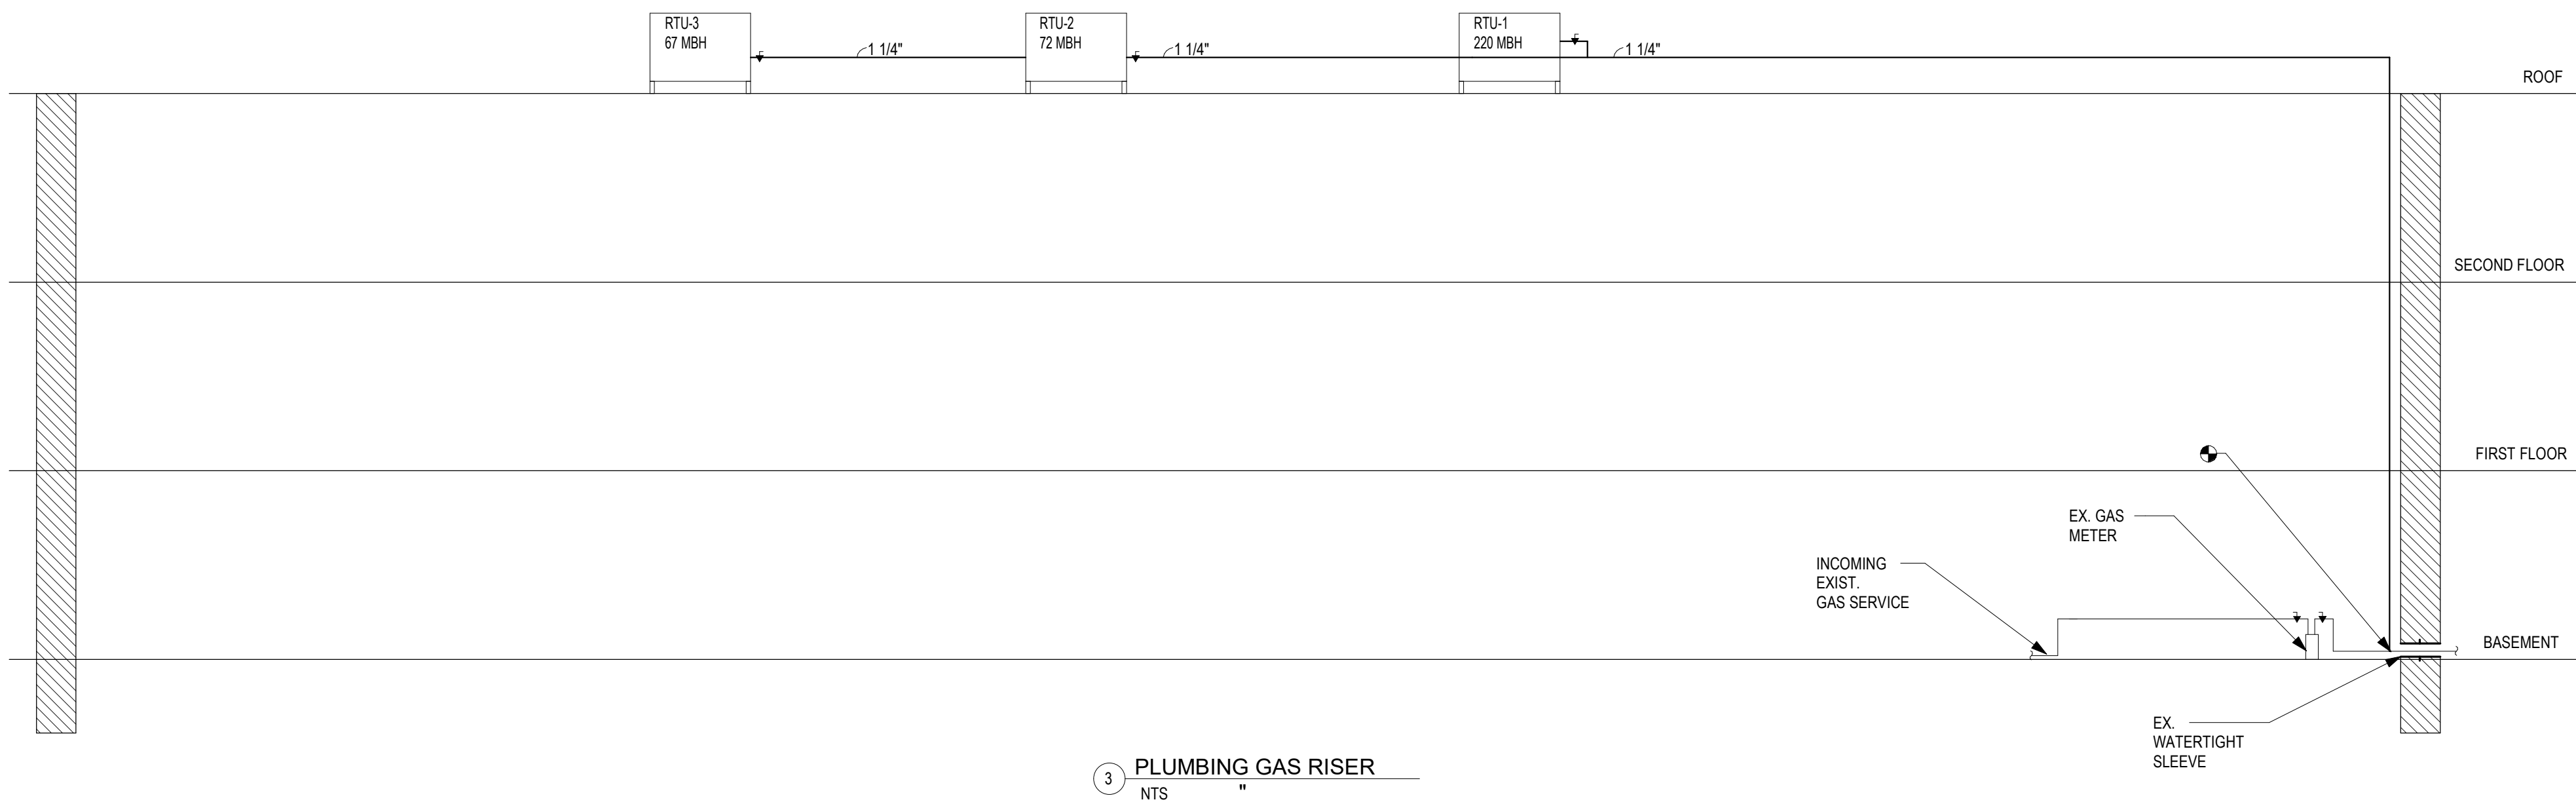 RTU-3
67 MBH
1 1/4"
RTU-2
72 MBH
1 1/4"
RTU-1
220 MBH
1 1/4"
ROOF
SECOND FLOOR
FIRST FLOOR
EX. GAS
METER
INCOMING
EXIST.
GAS SERVICE
BASEMENT
EX.
WATERTIGHT
SLEEVE
3
PLUMBING GAS RISER
NTS "